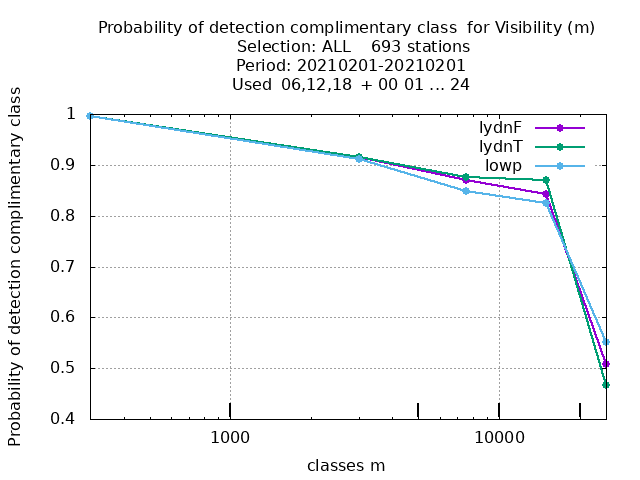 Probability of detection complimentary class  for Visibility (m)
Selection: ALL    693 stations
Period: 20210201-20210201
Used  06,12,18  + 00 01 ... 24
Probability of detection complimentary class
1
0.9
0.8
0.7
0.6
0.5
0.4
lydnF
lydnT
lowp
1000
10000
classes m